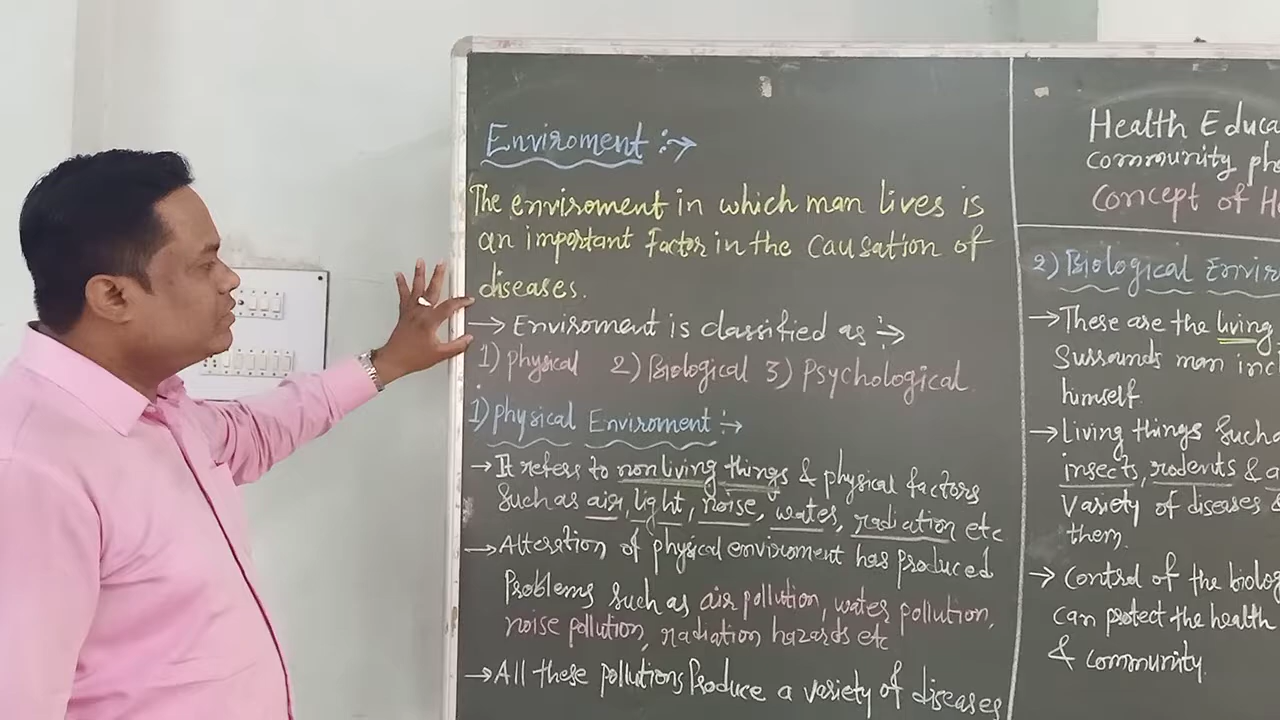 Enviroment :→
The enviroment in which man lives is
an important factor in the causation of
diseases.
→ Enviroment is classified as :→
1) physical 2) Biological 3) Psychological
1) physical Enviroment :→
→ It refers to nonliving things & physical factors
Such as air, light, noise, water, radiation etc
→ Alteration of physical enviroment has produced
Problems such as air pollution, water pollution,
noise pollution, radiation hazards etc
→ All these pollutions Produce a variety of diseases
Health Educa
community pha
Concept of H
2) Biological Envir
→ These are the living
Surrounds man incl
himself.
→ Living things Such a
insects, rodents & a
Variety of diseases
them.
→ Control of the biolog
can protect the health
& community.